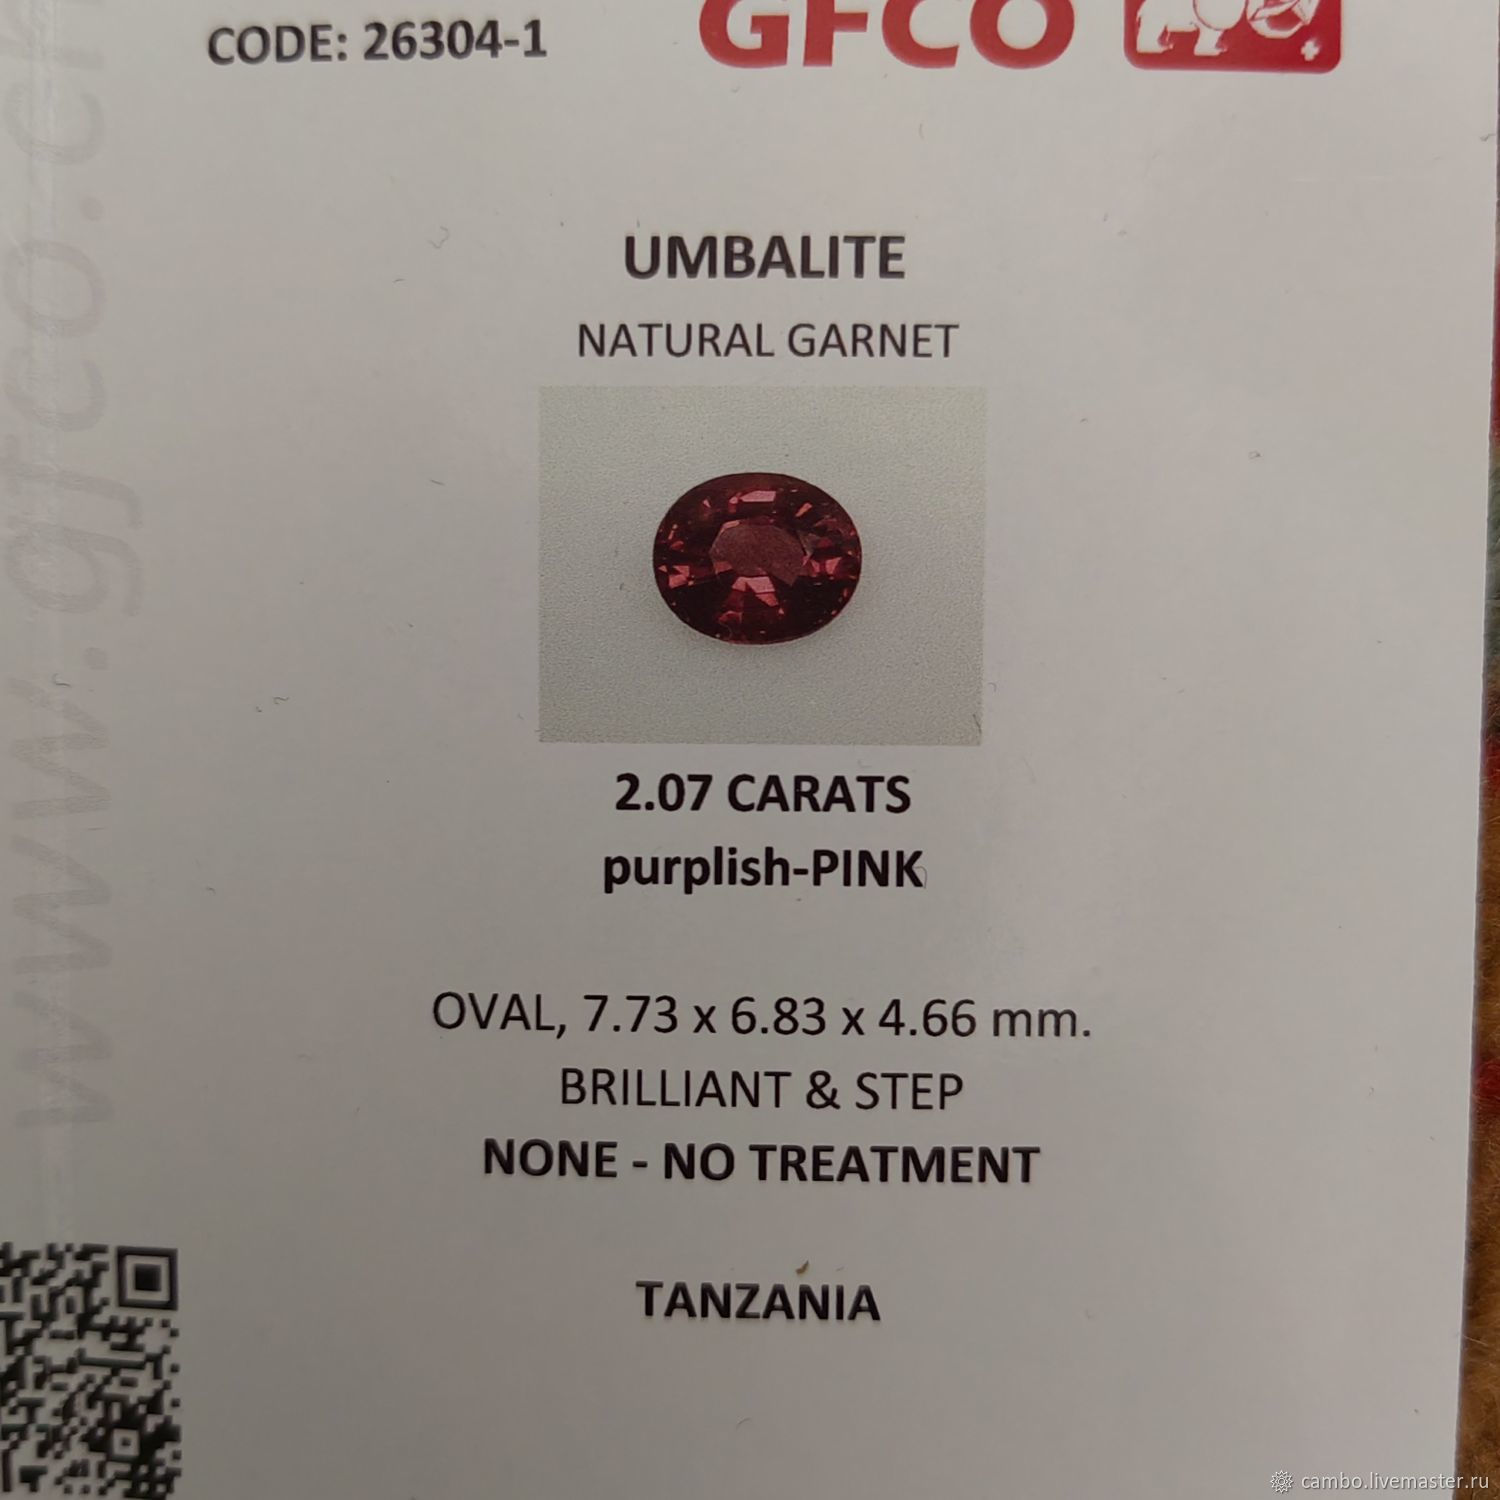 CODE: 26304-1
GFCO
UMBALITE
NATURAL GARNET
2.07 CARATS
purplish-PINK
OVAL, 7.73 x 6.83 x 4.66 mm.
BRILLIANT & STEP
NONE - NO TREATMENT
TANZANIA
www.gfco.ch
cambo.livemaster.ru